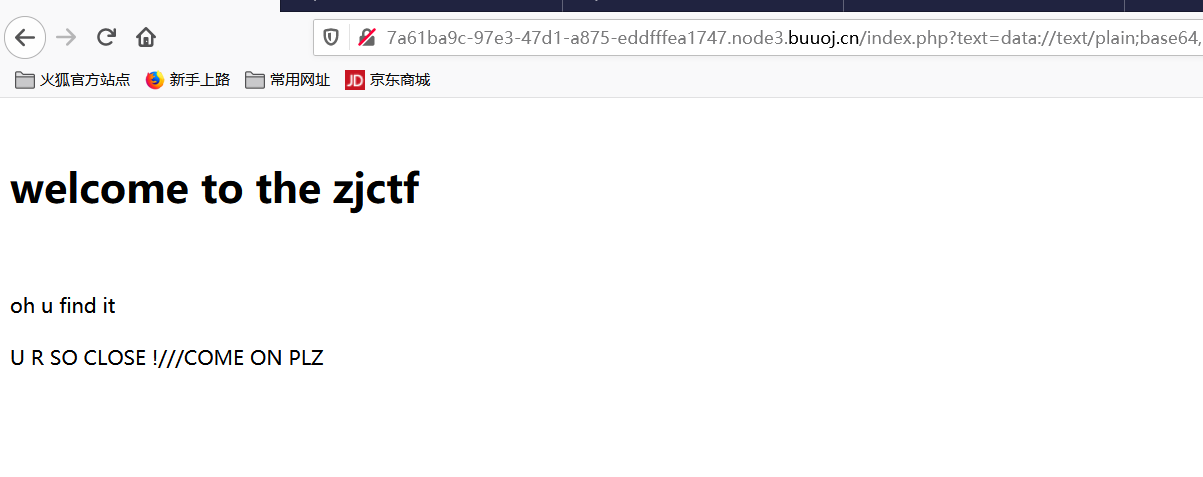 7a61ba9c-97e3-47d1-a875-eddfffea1747.node3.buuoj.cn/index.php?text=data://text/plain;base64,
火狐官方站点 新手上路 常用网址 JD 京东商城
welcome to the zjctf
oh u find it
U R SO CLOSE !///COME ON PLZ